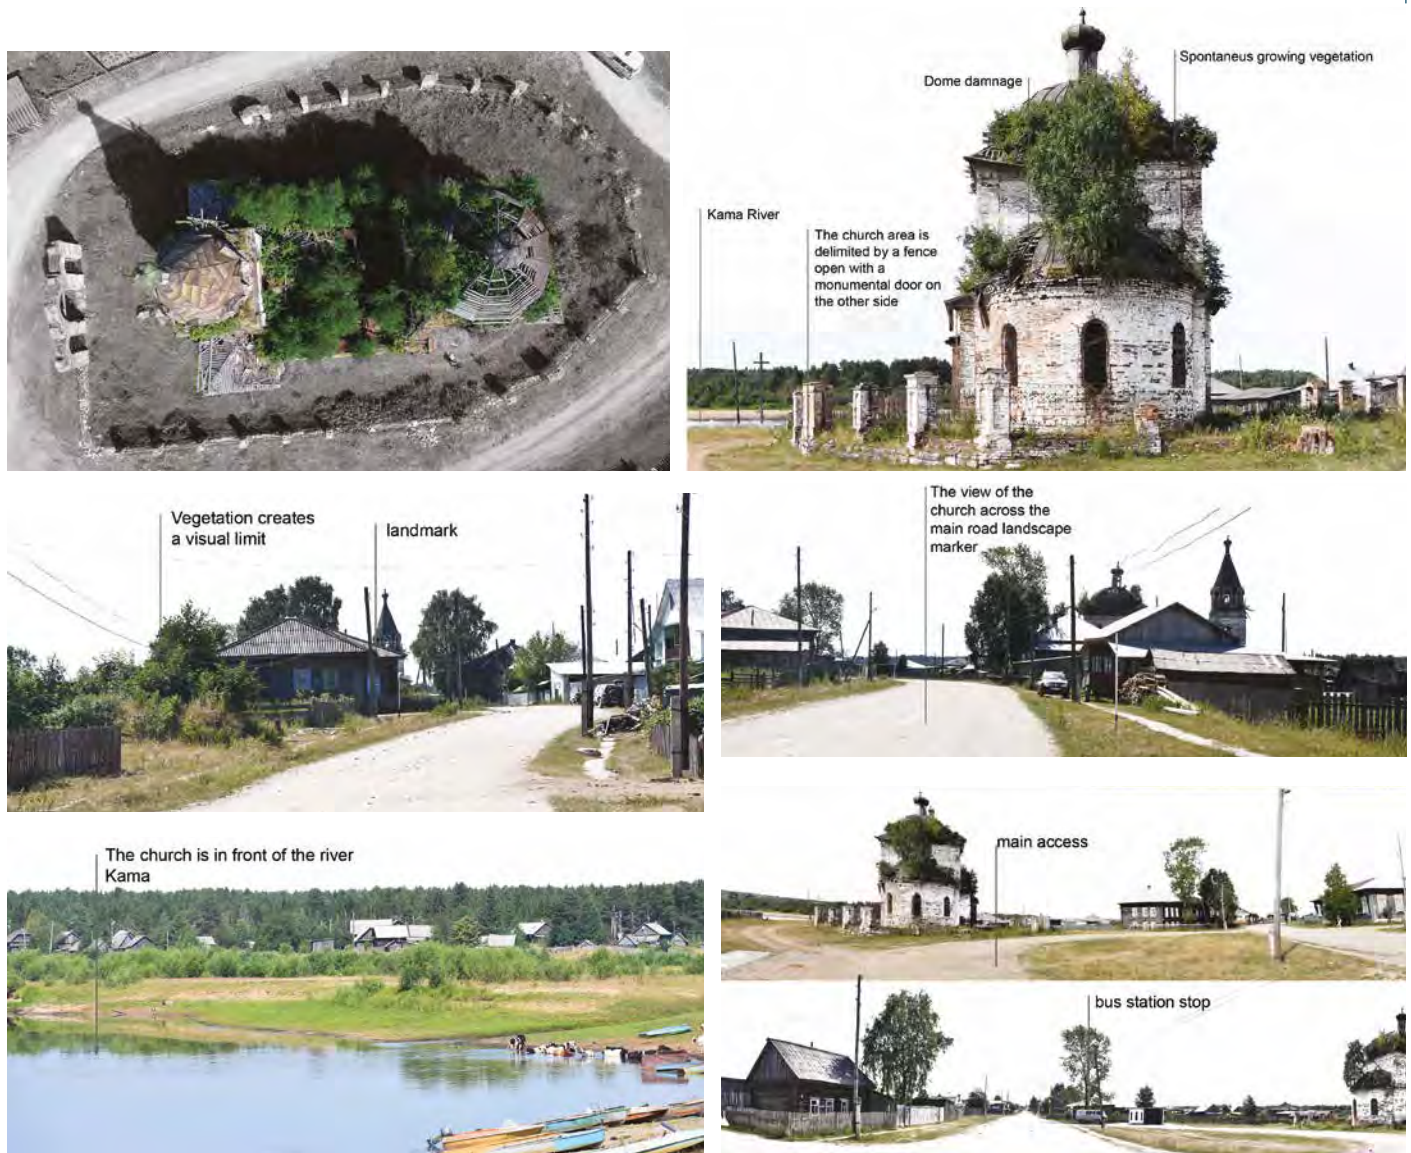 Dome damnage
Spontaneus growing vegetation
Kama River
The church area is
delimited by a fence
open with a
monumental door on
the other side
Vegetation creates
a visual limit
landmark
The view of the
church across the
main road landscape
marker
The church is in front of the river
Kama
main access
bus station stop